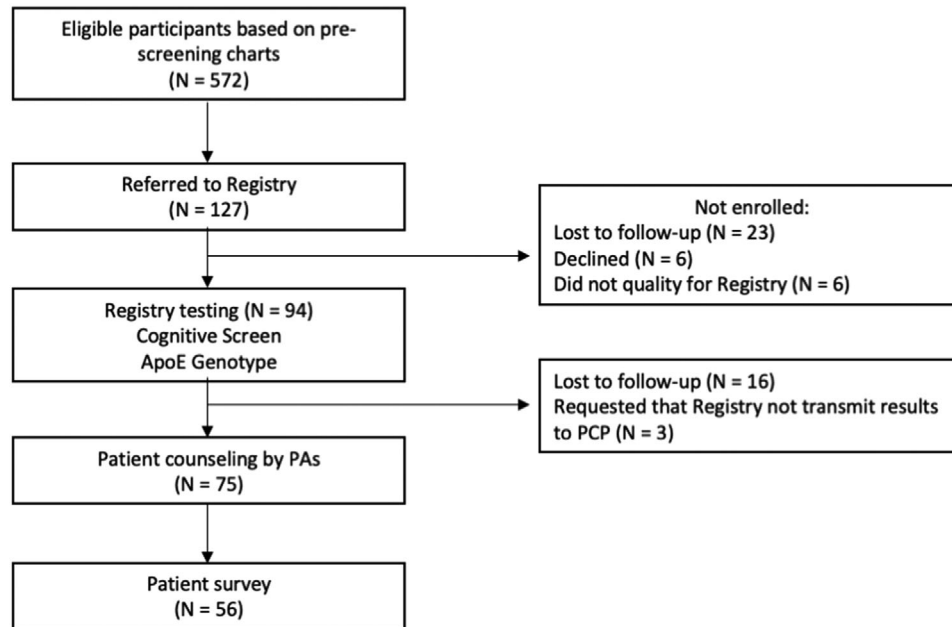 Eligible participants based on pre-
screening charts
(N = 572)
Referred to Registry
(N = 127)
Not enrolled:
Lost to follow-up (N = 23)
Declined (N = 6)
Did not quality for Registry (N = 6)
Registry testing (N = 94)
Cognitive Screen
ApoE Genotype
Lost to follow-up (N = 16)
Requested that Registry not transmit results
to PCP (N = 3)
Patient counseling by PAs
(N = 75)
Patient survey
(N = 56)